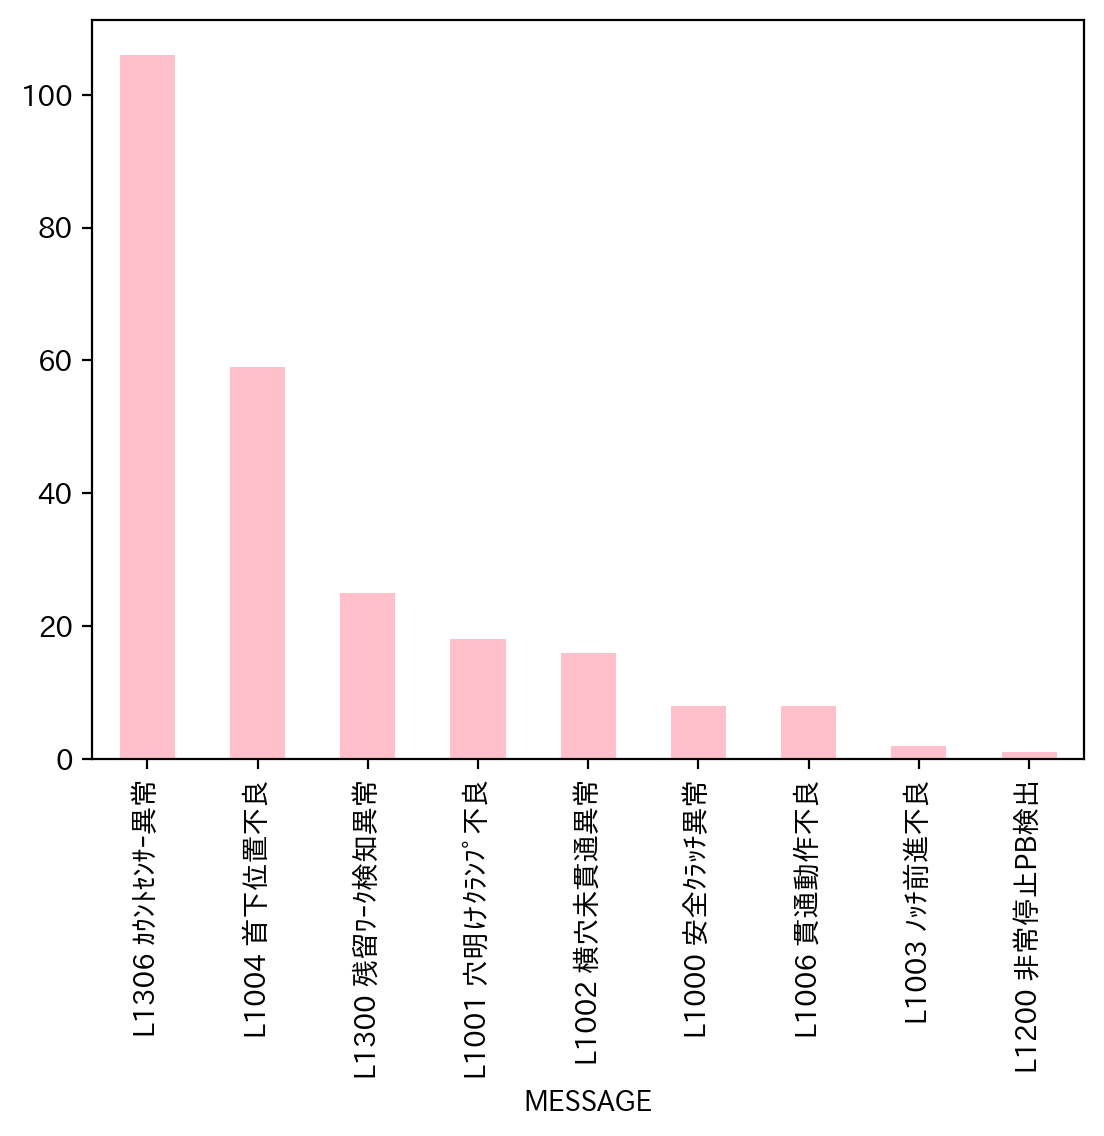 100
80
60
40
20
0
L1306 ｶｳﾝﾄｾﾝｻｰ異常
L1004 首下位置不良
L1300 残留ﾜｰｸ検知異常
L1001 穴明けｸﾗﾝﾌﾟ不良
L1002 横穴未貫通異常
L1000 安全ｸﾗｯﾁ異常
L1006 貫通動作不良
L1003 ﾉｯﾁ前進不良
L1200 非常停止PB検出
MESSAGE